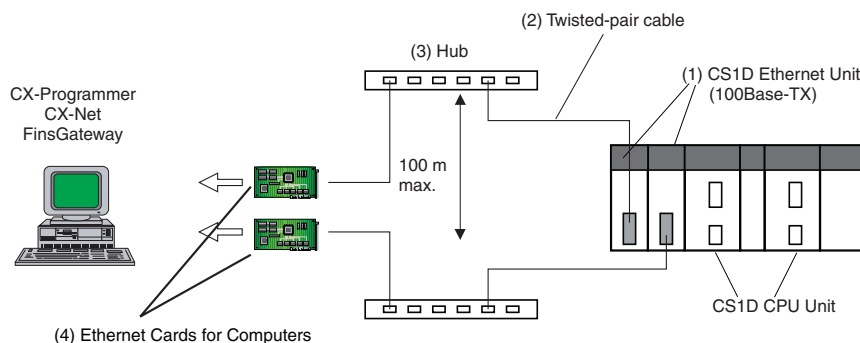 (2) Twisted-pair cable
(3) Hub
(1) CS1D Ethernet Unit
(100Base-TX)
CX-Programmer
CX-Net
FinsGateway
100 m
max.
CS1D CPU Unit
(4) Ethernet Cards for Computers